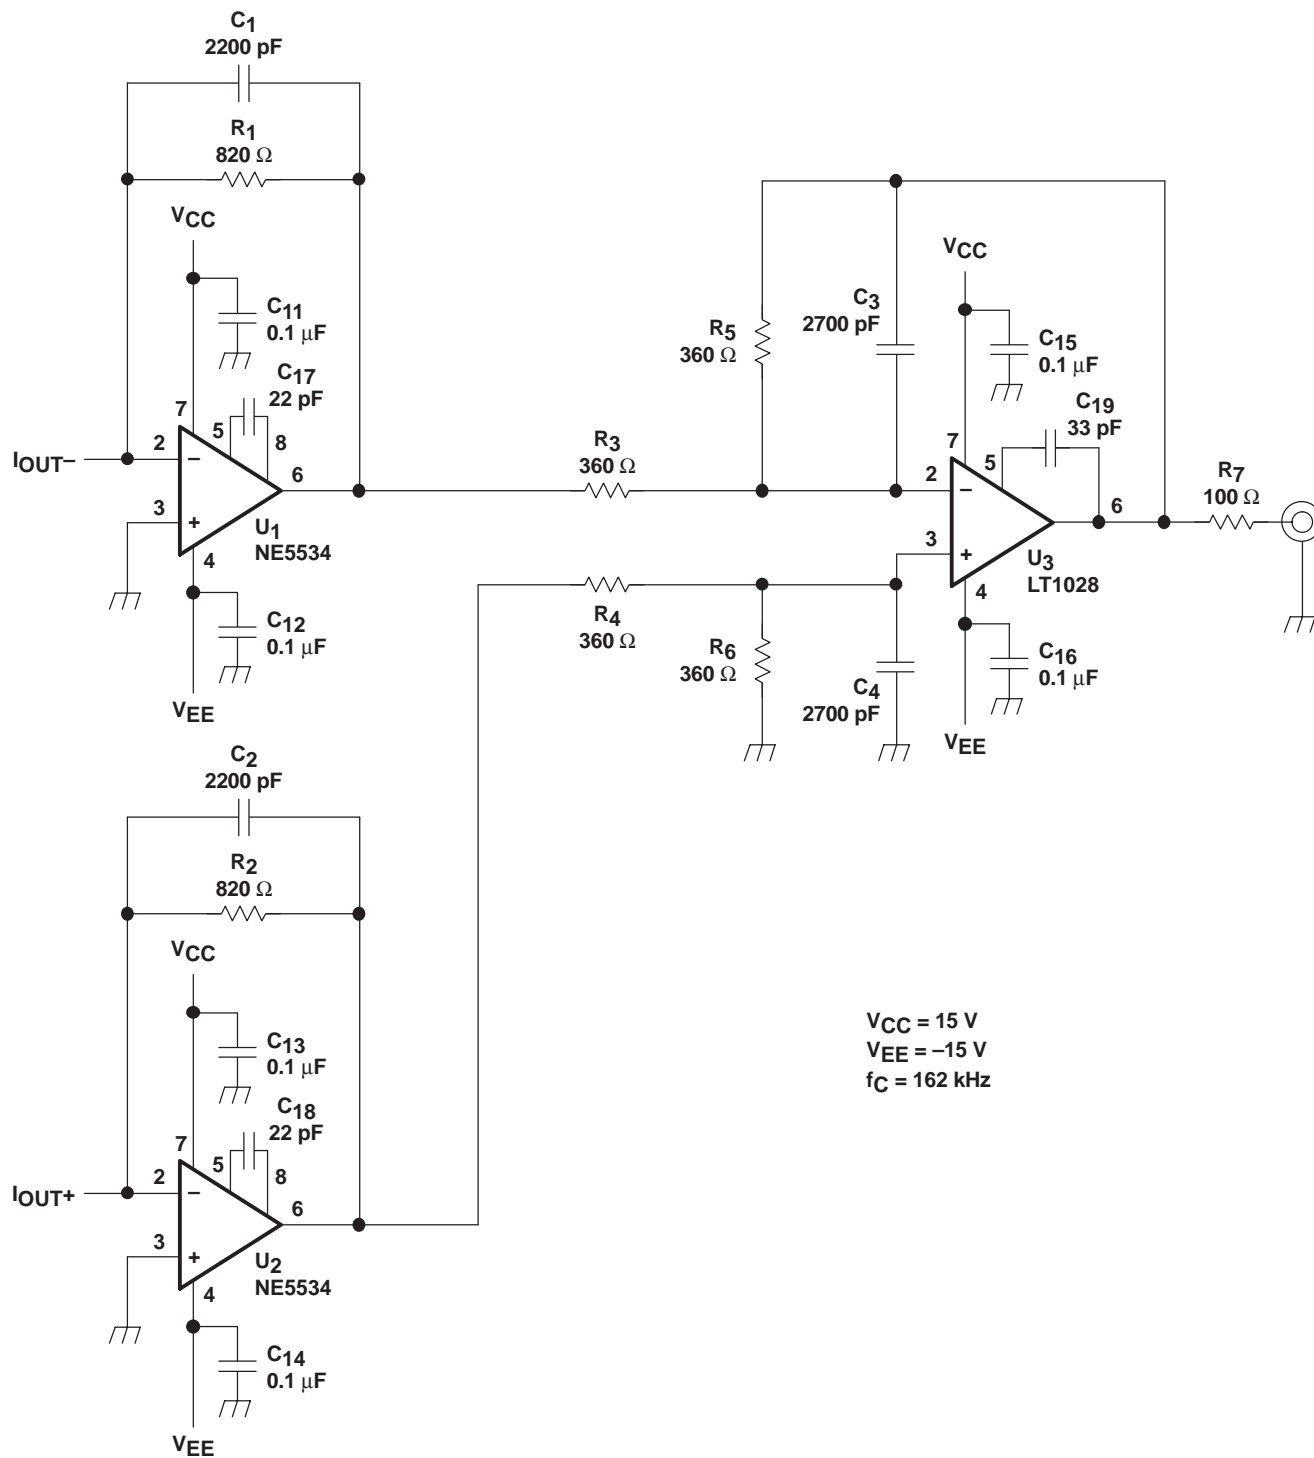 C1
2200 pF
R1
820 Ω
VCC
C11
0.1 μF
C17
22 pF
7
5
8
2
IOUT–
–
6
3
+
U1
NE5534
4
C12
0.1 μF
VEE
R3
360 Ω
R5
360 Ω
C3
2700 pF
VCC
C15
0.1 μF
C19
33 pF
7
5
2
–
6
R7
100 Ω
3
+
U3
LT1028
4
R4
360 Ω
R6
360 Ω
C4
2700 pF
C16
0.1 μF
VEE
C2
2200 pF
R2
820 Ω
VCC
C13
0.1 μF
C18
22 pF
7
5
8
2
IOUT+
–
6
3
+
U2
NE5534
4
C14
0.1 μF
VEE
VCC = 15 V
VEE = –15 V
fC = 162 kHz